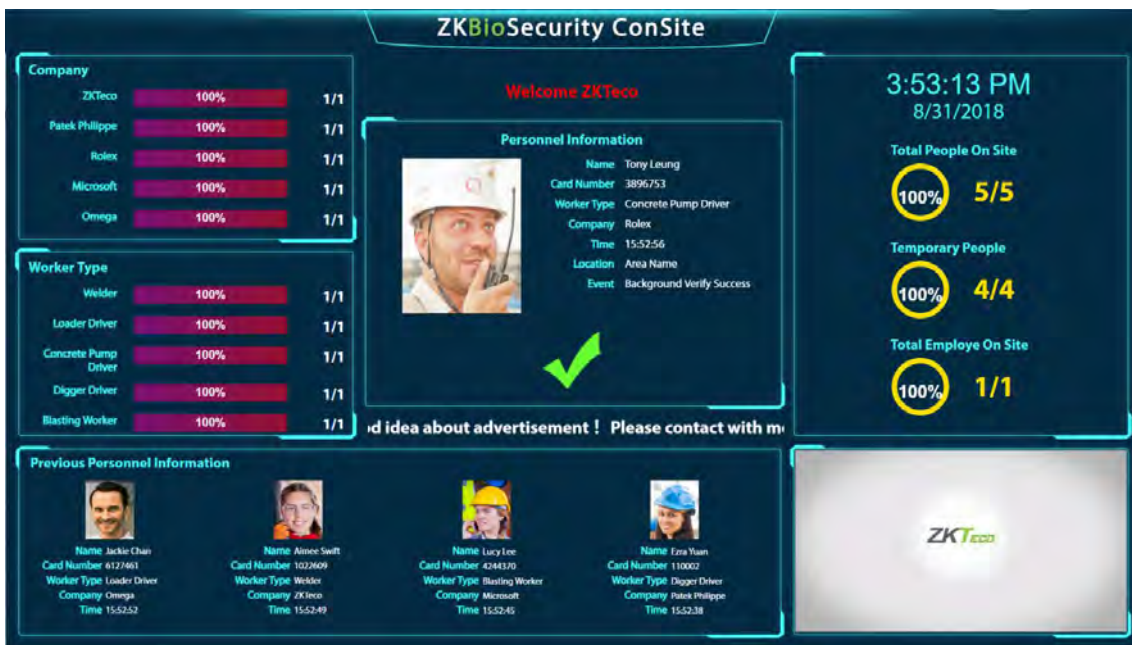 ZKBioSecurity ConSite
Company
ZKTeco 100% 1/1
Patek Philippe 100% 1/1
Rolex 100% 1/1
Microsoft 100% 1/1
Omega 100% 1/1
Worker Type
Welder 100% 1/1
Loader Driver 100% 1/1
Concrete Pump
Driver 100% 1/1
Digger Driver 100% 1/1
Blasting Worker 100% 1/1
Welcome ZKTeco
Personnel Information
Name Tony Leung
Card Number 3896753
Worker Type Concrete Pump Driver
Company Rolex
Time 15:52:56
Location Area Name
Event Background Verify Success
idea about advertisement ! Please contact with
3:53:13 PM
8/31/2018
Total People On Site
100% 5/5
Temporary People
100% 4/4
Total Employe On Site
100% 1/1
Previous Personnel Information
Name Jackie Chan
Card Number 6127461
Worker Type Loader Driver
Company Omega
Time 15:52:52
Name Aimee Swift
Card Number 1022609
Worker Type Welder
Company ZKTeco
Time 15:52:49
Name Lucy Lee
Card Number 4244370
Worker Type Blasting Worker
Company Microsoft
Time 15:52:45
Name Ezra Yuan
Card Number 110002
Worker Type Digger Driver
Company Patek Philippe
Time 15:52:38
ZKTeco